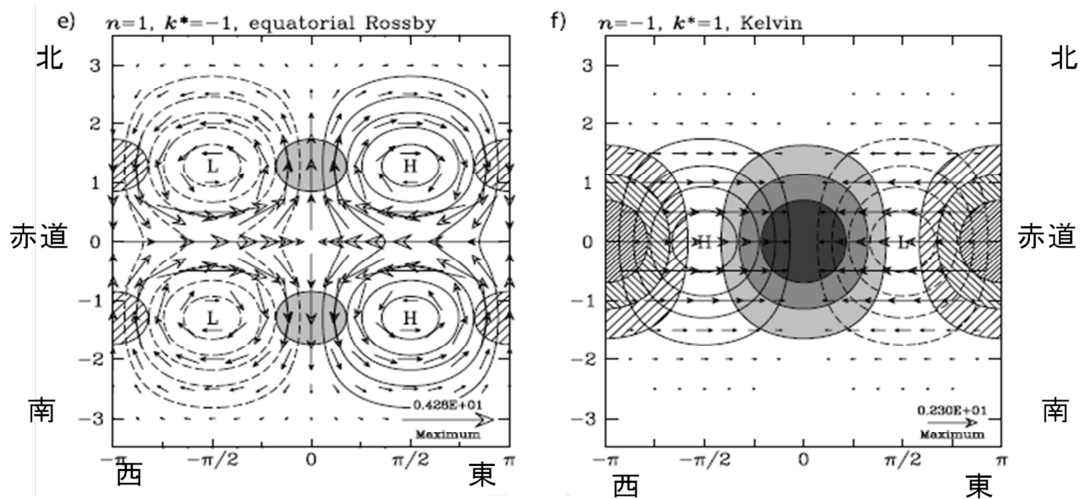 e) n=1, k*=-1, equatorial Rossby
北
3
2
1
赤道 0
-1
-2
南
-3
L
H
L
H
0.428E+01
Maximum
-π -π/2 0 π/2 π
西 東
f) n=-1, k*=1, Kelvin
北
3
2
1
0 赤道
-1
-2
南
-3
H
L
0.230E+01
Maximum
-π -π/2 0 π/2 π
西 東